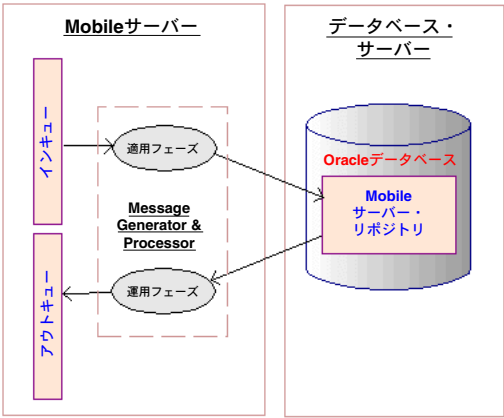 Mobileサーバー
インキュー
適用フェーズ
Message
Generator &
Processor
運用フェーズ
アウトキュー
データベース・
サーバー
Oracleデータベース
Mobile
サーバー・
リポジトリ